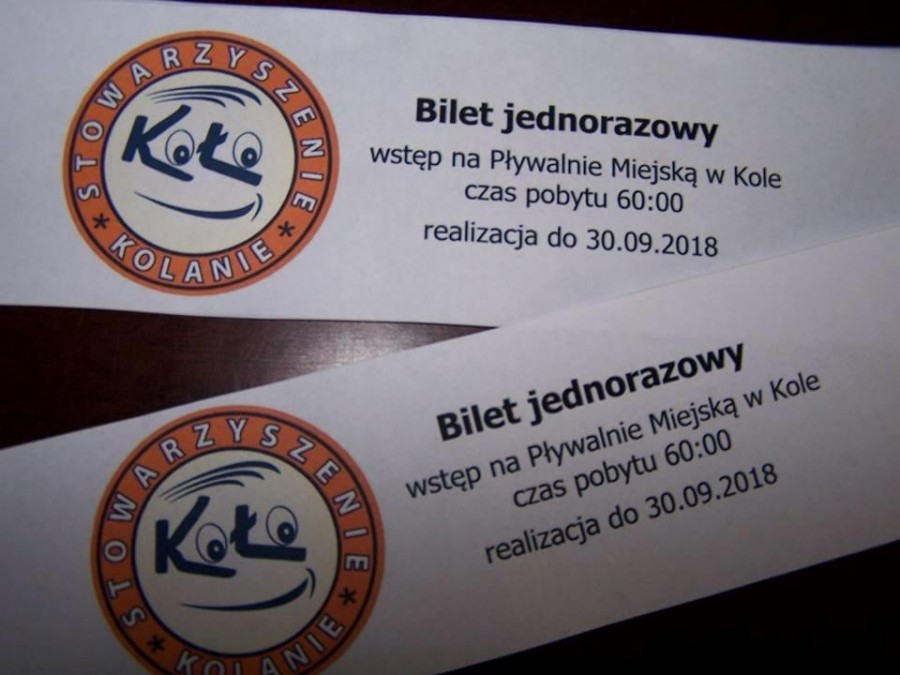 STOWARZYSZENIE
KOŁO
* KOLANIE *
Bilet jednorazowy
wstęp na Pływalnie Miejską w Kole
czas pobytu 60:00
realizacja do 30.09.2018
STOWARZYSZENIE
KOŁO
* KOLANIE *
Bilet jednorazowy
wstęp na Pływalnie Miejską w Kole
czas pobytu 60:00
realizacja do 30.09.2018